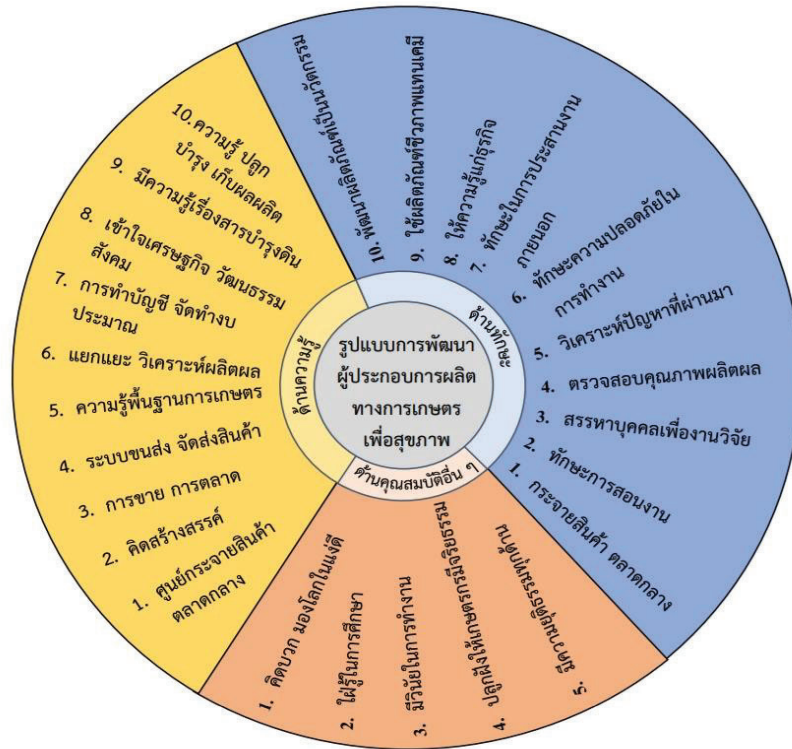 รูปแบบการพัฒนา
ผู้ประกอบการผลิต
ทางการเกษตร
เพื่อสุขภาพ
ด้านความรู้
1. ศูนย์กระจายสินค้า
ตลาดกลาง
2. คิดสร้างสรรค์
3. การขาย การตลาด
4. ระบบขนส่ง จัดส่งสินค้า
5. ความรู้พื้นฐานการเกษตร
6. แยกแยะ วิเคราะห์ผลิตผล
7. การทำบัญชี จัดทำงบ
ประมาณ
8. เข้าใจเศรษฐกิจ วัฒนธรรม
สังคม
9. มีความรู้เรื่องสารบำรุงดิน
10.ความรู้ ปลูก
บำรุง เก็บผลผลิต
ด้านทักษะ
1. กระจายสินค้า ตลาดกลาง
2. ทักษะการสอนงาน
3. สรรหาบุคคลเพื่องานวิจัย
4. ตรวจสอบคุณภาพผลิตผล
5. วิเคราะห์ปัญหาที่ผ่านมา
6. ทักษะความปลอดภัยใน
การทำงาน
7. ทักษะในการประสานงาน
ภายนอก
8. ให้ความรู้แก่ธุรกิจ
9. ใช้ผลิตภัณฑ์ชีวภาพแทนเคมี
10. พัฒนาผลิตภัณฑ์เป็นนวัตกรรม
ด้านคุณสมบัติอื่น ๆ
1. คิดบวก มองโลกในแง่ดี
2. ใฝ่รู้ในการศึกษา
3. มีวินัยในการทำงาน
4. ปลูกฝังให้เกษตรกรมีจริยธรรม
5. มีความยุติธรรมทุกด้าน